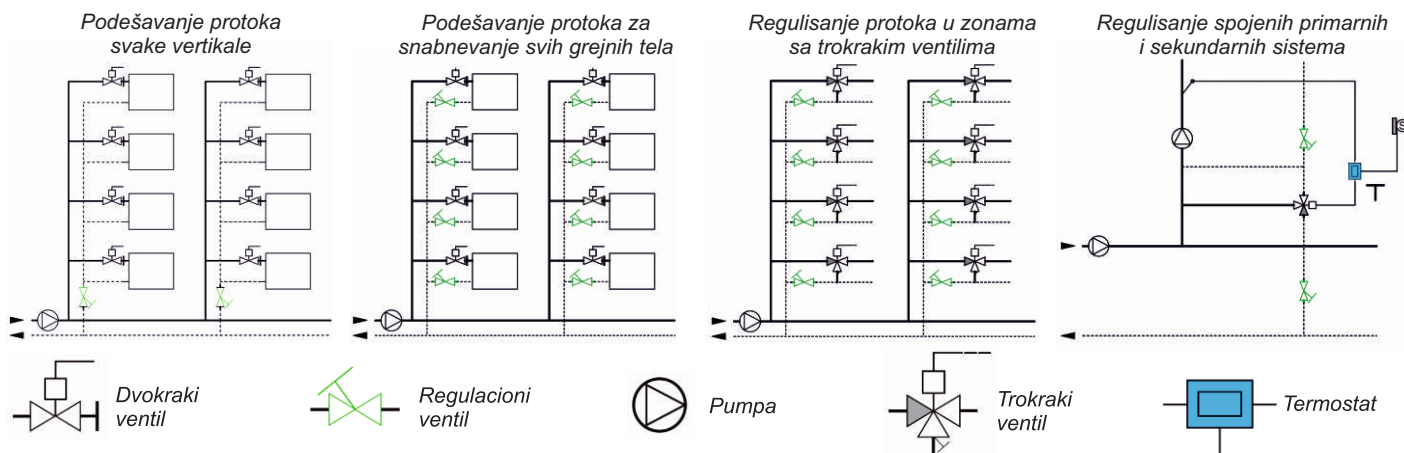 Podešavanje protoka
svake vertikale
Podešavanje protoka za
snabnevanje svih grejnih tela
Regulisanje protoka u zonama
sa trokrakim ventilima
Regulisanje spojenih primarnih
i sekundarnih sistema
Dvokraki
ventil
Regulacioni
ventil
Pumpa
Trokraki
ventil
Termostat